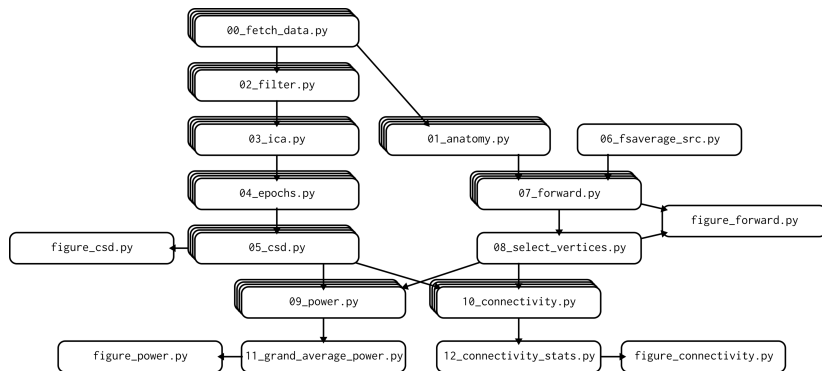 00_fetch_data.py
02_filter.py
03_ica.py
01_anatomy.py
06_fsaverage_src.py
04_epochs.py
07_forward.py
figure_forward.py
figure_csd.py
05_csd.py
08_select_vertices.py
09_power.py
10_connectivity.py
figure_power.py
11_grand_average_power.py
12_connectivity_stats.py
figure_connectivity.py